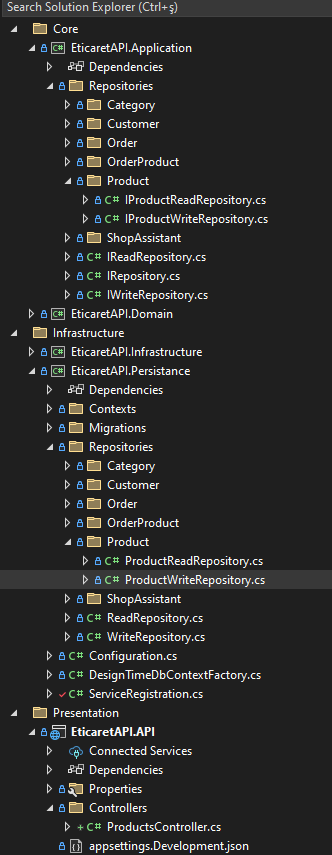 Search Solution Explorer (Ctrl+ş)
Core
EticaretAPI.Application
Dependencies
Repositories
Category
Customer
Order
OrderProduct
Product
IProductReadRepository.cs
IProductWriteRepository.cs
ShopAssistant
IReadRepository.cs
IRepository.cs
IWriteRepository.cs
EticaretAPI.Domain
Infrastructure
EticaretAPI.Infrastructure
EticaretAPI.Persistance
Dependencies
Contexts
Migrations
Repositories
Category
Customer
Order
OrderProduct
Product
ProductReadRepository.cs
ProductWriteRepository.cs
ShopAssistant
ReadRepository.cs
WriteRepository.cs
Configuration.cs
DesignTimeDbContextFactory.cs
ServiceRegistration.cs
Presentation
EticaretAPI.API
Connected Services
Dependencies
Properties
Controllers
ProductsController.cs
appsettings.Development.json